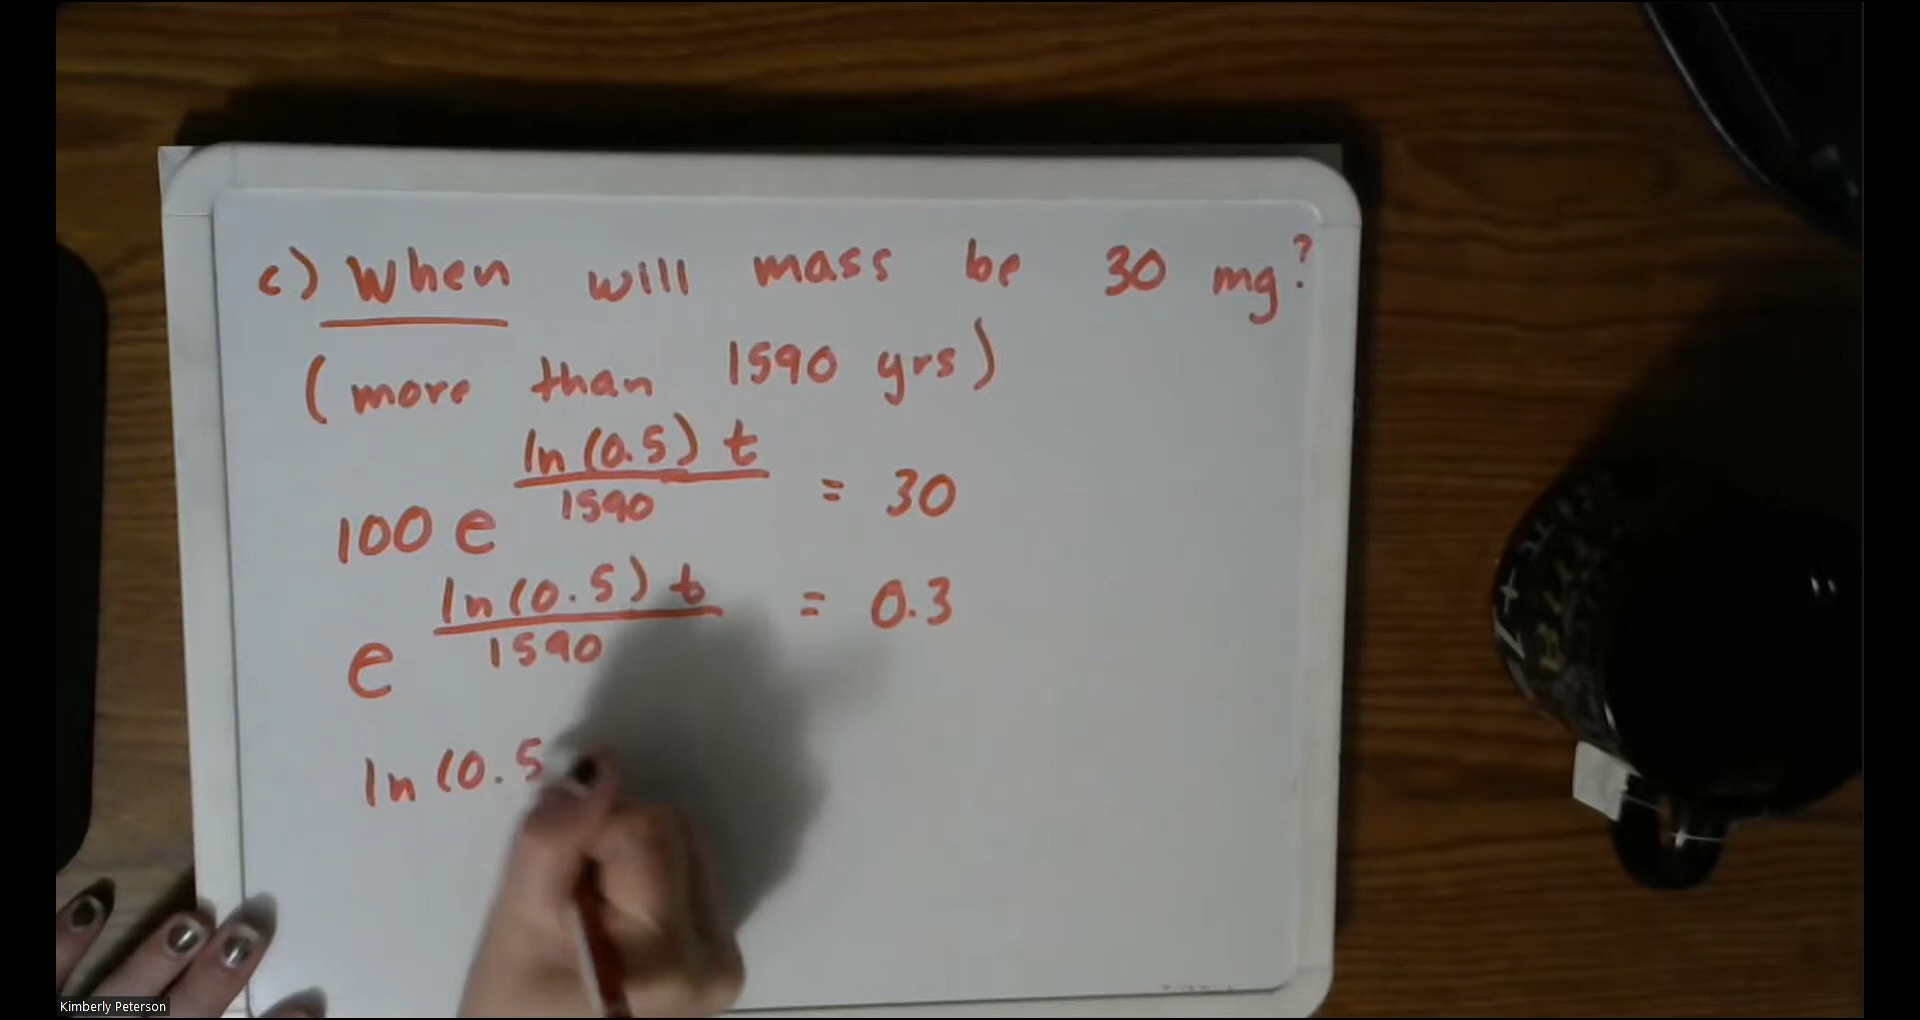 c) When will mass be 30 mg?
(more than 1590 yrs)
100 e^(ln(0.5) t / 1590) = 30
e^(ln(0.5) t / 1590) = 0.3
ln(0.5
Kimberly Peterson